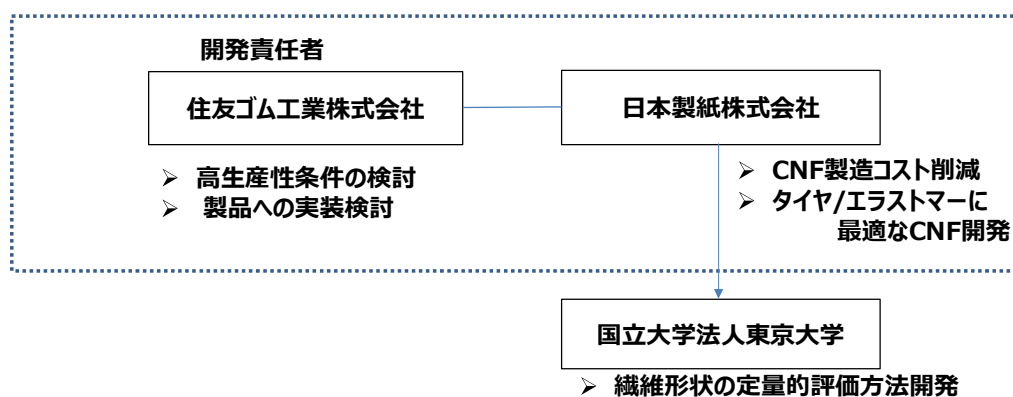 開発責任者
住友ゴム工業株式会社
日本製紙株式会社
➢ 高生産性条件の検討
➢ 製品への実装検討
➢ CNF製造コスト削減
➢ タイヤ/エラストマーに
最適なCNF開発
国立大学法人東京大学
➢ 繊維形状の定量的評価方法開発